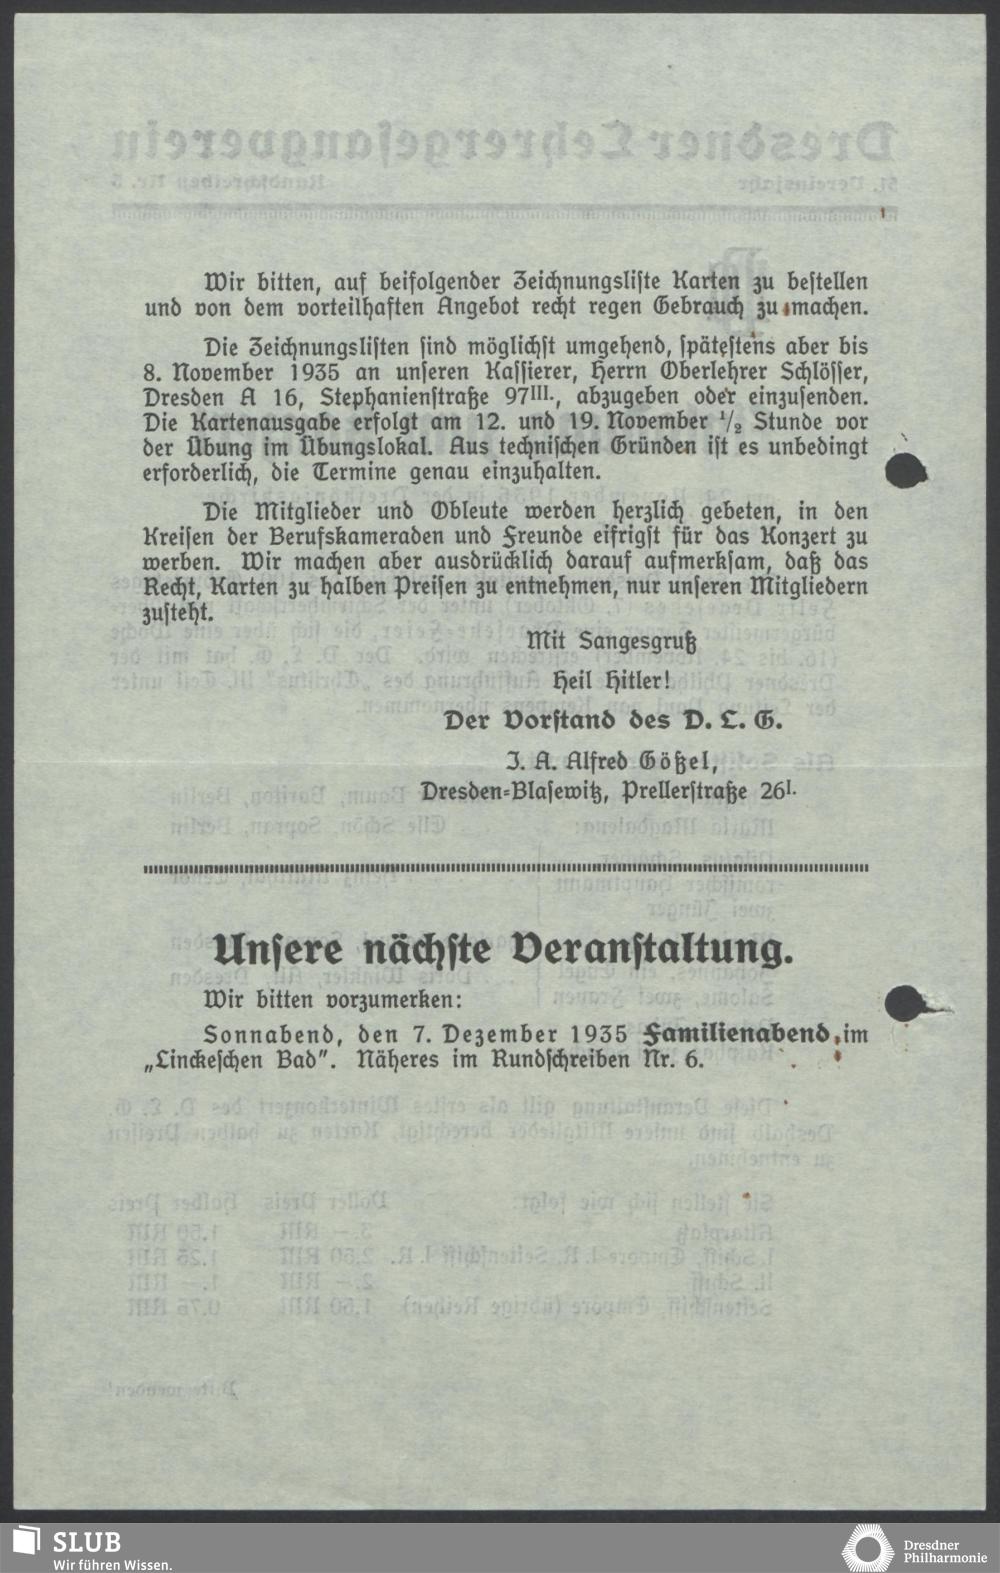 Wir bitten, auf beifolgender Zeichnungsliste Karten zu bestellen
und von dem vorteilhaften Angebot recht regen Gebrauch zu machen.
Die Zeichnungslisten sind möglichst umgehend, spätestens aber bis
8. November 1935 an unseren Kassierer, Herrn Oberlehrer Schlösser,
Dresden A 16, Stephanienstraße 97III., abzugeben oder einzusenden.
Die Kartenausgabe erfolgt am 12. und 19. November 1/2 Stunde vor
der Übung im Übungslokal. Aus technischen Gründen ist es unbedingt
erforderlich, die Termine genau einzuhalten.
Die Mitglieder und Obleute werden herzlich gebeten, in den
Kreisen der Berufskameraden und Freunde eifrigst für das Konzert zu
werben. Wir machen aber ausdrücklich darauf aufmerksam, daß das
Recht, Karten zu halben Preisen zu entnehmen, nur unseren Mitgliedern
zusteht.
Mit Sangesgruß
Heil Hitler!
Der Vorstand des D. L. G.
J. A. Alfred Gößel,
Dresden-Blasewitz, Prellerstraße 26I.
Unsere nächste Veranstaltung.
Wir bitten vorzumerken:
Sonnabend, den 7. Dezember 1935 Familienabend im
„Linckeschen Bad". Näheres im Rundschreiben Nr. 6.
SLUB
Wir führen Wissen.
Dresdner
Philharmonie